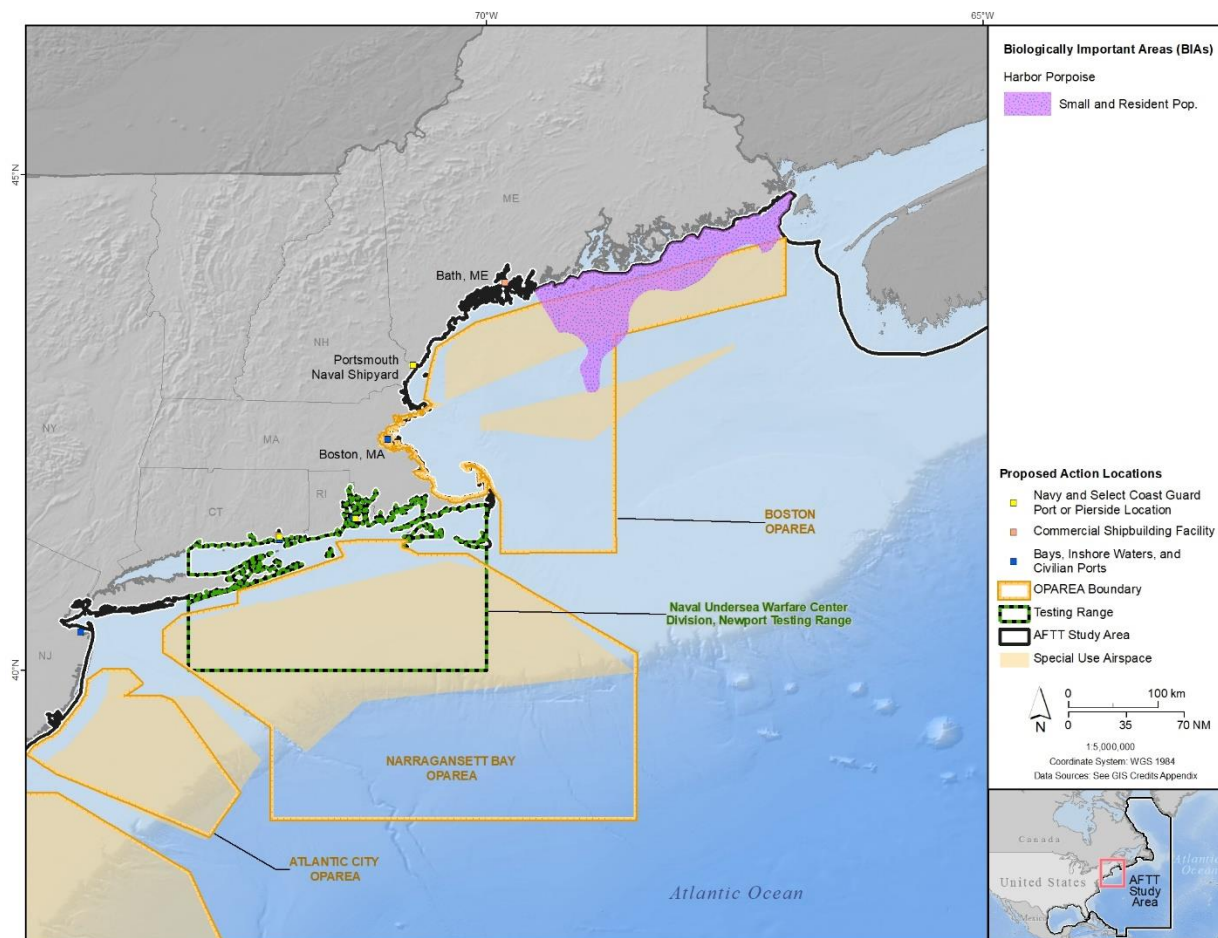 70°W
65°W
45°N
40°N
ME
Bath, ME
NH
Portsmouth
Naval Shipyard
NY
MA
Boston, MA
RI
CT
NJ
BOSTON
OPAREA
Naval Undersea Warfare Center
Division, Newport Testing Range
NARRAGANSETT BAY
OPAREA
ATLANTIC CITY
OPAREA
Atlantic Ocean
Biologically Important Areas (BIAs)
Harbor Porpoise
Small and Resident Pop.
Proposed Action Locations
Navy and Select Coast Guard
Port or Pierside Location
Commercial Shipbuilding Facility
Bays, Inshore Waters, and
Civilian Ports
OPAREA Boundary
Testing Range
AFTT Study Area
Special Use Airspace
N
0 100 km
0 35 70 NM
1:5,000,000
Coordinate System: WGS 1984
Data Sources: See GIS Credits Appendix
Canada
United States
Mexico
Atlantic
Ocean
AFTT
Study
Area